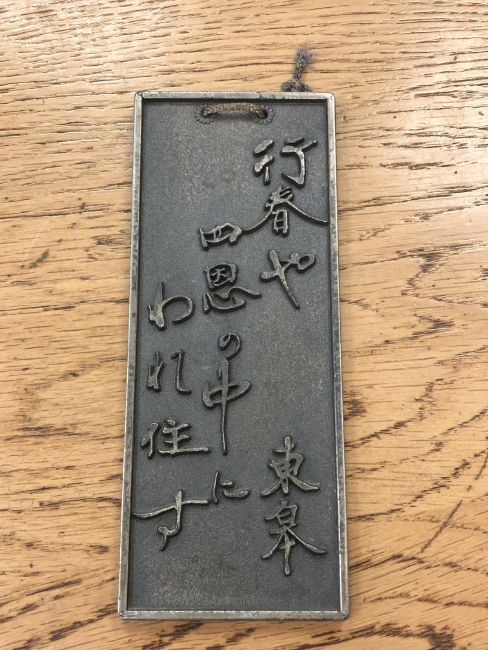 行春や
四恩の中に
われ住す
東皐